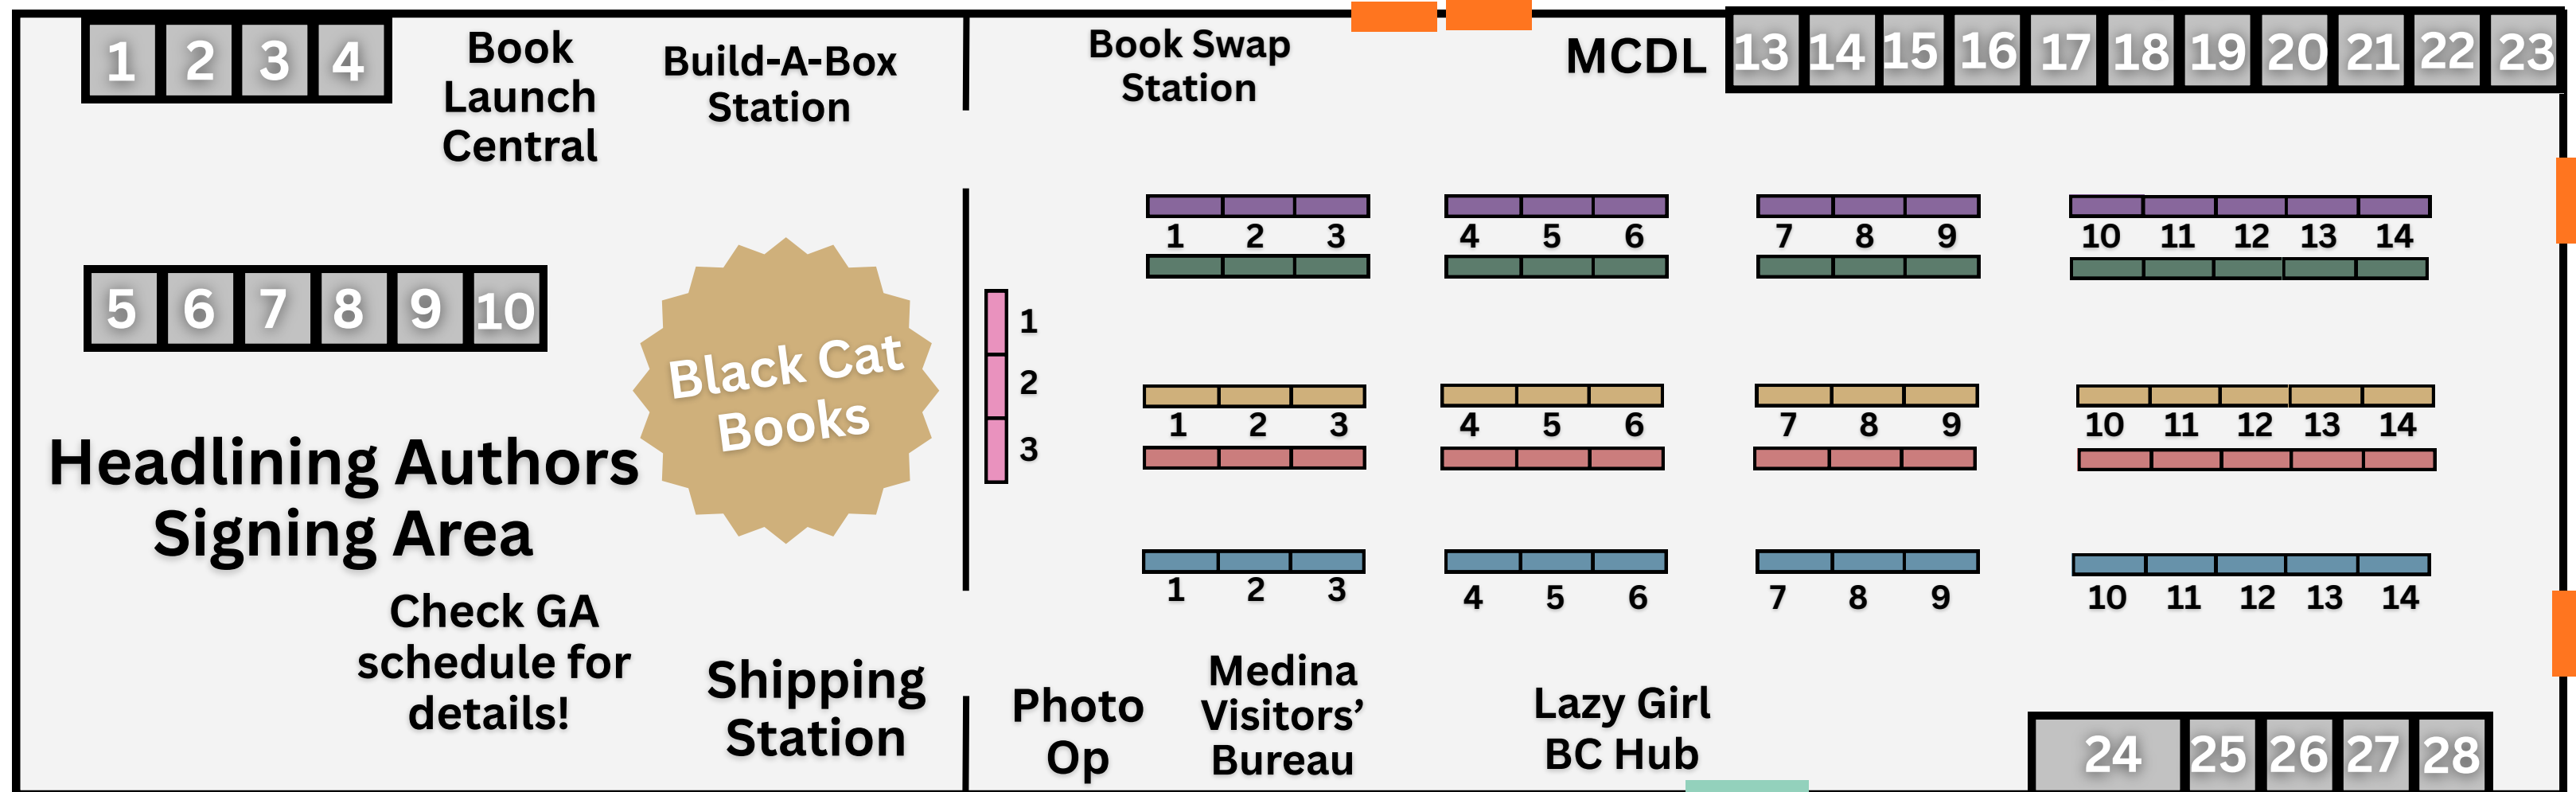 1 2 3 4
Book
Launch
Central
Build-A-Box
Station
Book Swap
Station
MCDL
13 14 15 16 17 18 19 20 21 22 23
1 2 3
4 5 6
7 8 9
10 11 12 13 14
5 6 7 8 9 10
Black Cat
Books
1
2
3
1 2 3
4 5 6
7 8 9
10 11 12 13 14
Headlining Authors
Signing Area
Check GA
schedule for
details!
1 2 3
4 5 6
7 8 9
10 11 12 13 14
Shipping
Station
Photo
Op
Medina
Visitors’
Bureau
Lazy Girl
BC Hub
24 25 26 27 28